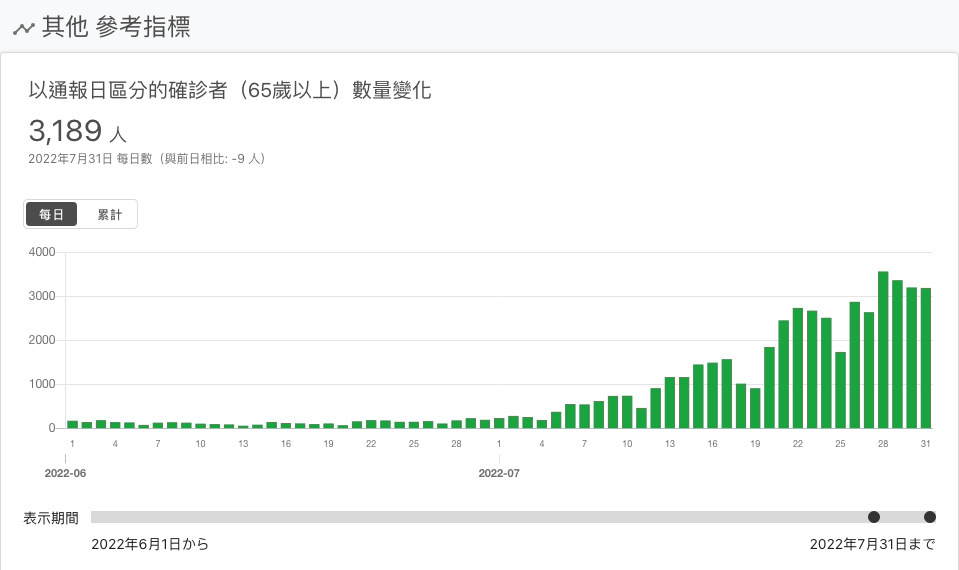 其他 參考指標
以通報日區分的確診者（65歲以上）數量變化
3,189 人
2022年7月31日 每日數（與前日相比: -9 人）
每日 累計
4000
3000
2000
1000
0
1 4 7 10 13 16 19 22 25 28 1 4 7 10 13 16 19 22 25 28 31
2022-06 2022-07
表示期間
2022年6月1日から 2022年7月31日まで